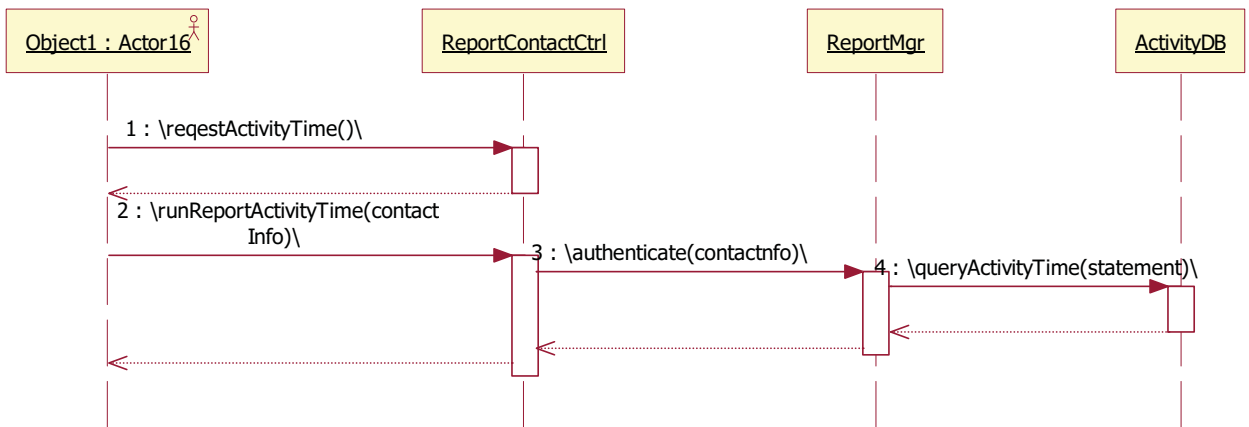 Object1 : Actor16
ReportContactCtrl
ReportMgr
ActivityDB
1 : \reqestActivityTime()\
2 : \runReportActivityTime(contact
Info)\
3 : \authenticate(contactnfo)\
4 : \queryActivityTime(statement)\